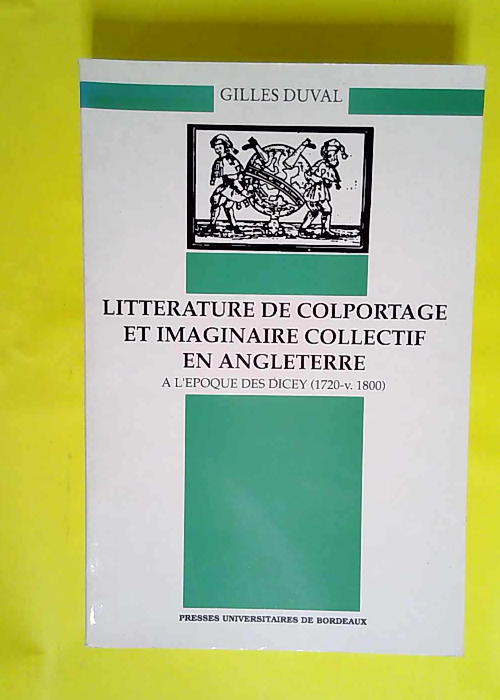 GILLES DUVAL
LITTERATURE DE COLPORTAGE
ET IMAGINAIRE COLLECTIF
EN ANGLETERRE
A L'EPOQUE DES DICEY (1720-v. 1800)
PRESSES UNIVERSITAIRES DE BORDEAUX